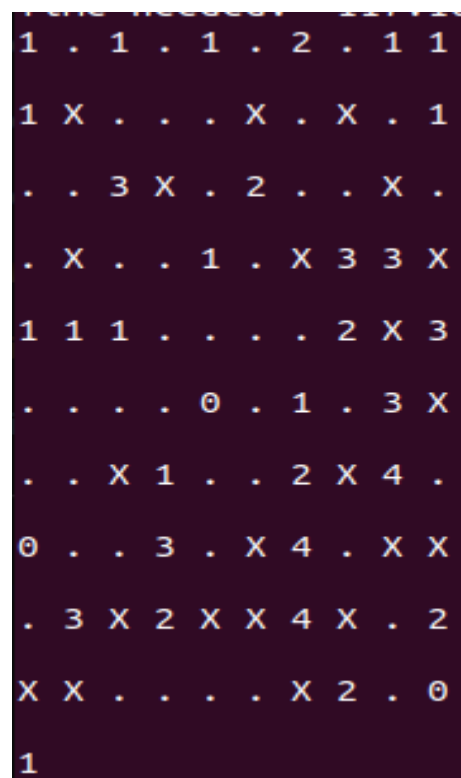 1 . 1 . 1 . 2 . 1 1
1 X . . . X . X . 1
. . 3 X . 2 . . X .
. X . . 1 . X 3 3 X
1 1 1 . . . . 2 X 3
. . . . 0 . 1 . 3 X
. . X 1 . . 2 X 4 .
0 . . 3 . X 4 . X X
. 3 X 2 X X 4 X . 2
X X . . . . X 2 . 0
1